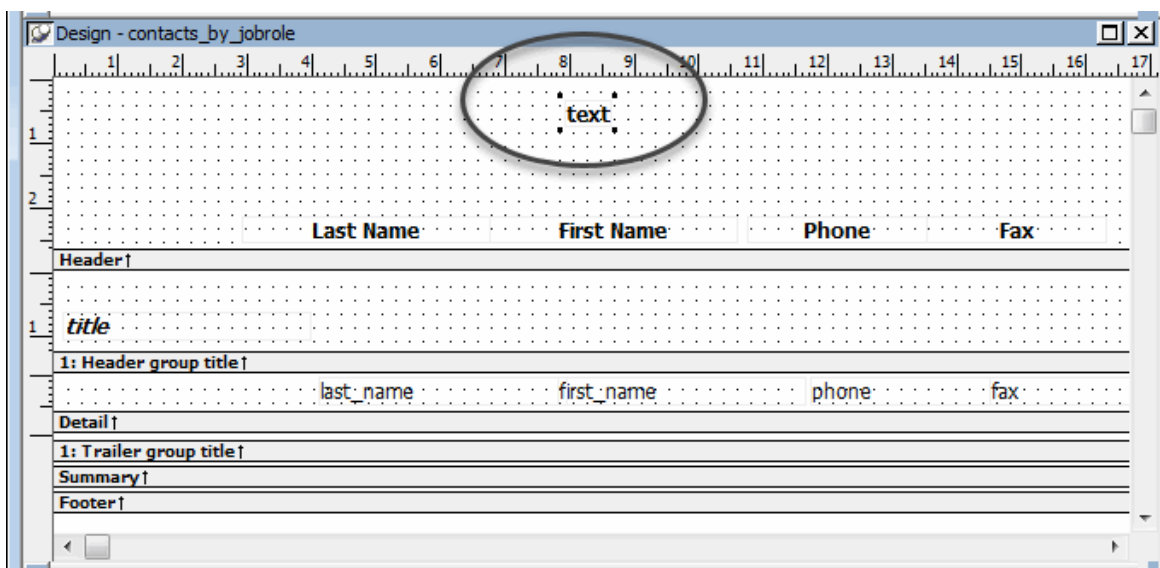 Design - contacts_by_jobrole
1 2 3 4 5 6 7 8 9 10 11 12 13 14 15 16 17
text
1
2
Last Name First Name Phone Fax
Header↑
title
1
1: Header group title↑
last_name first_name phone fax
Detail↑
1: Trailer group title↑
Summary↑
Footer↑